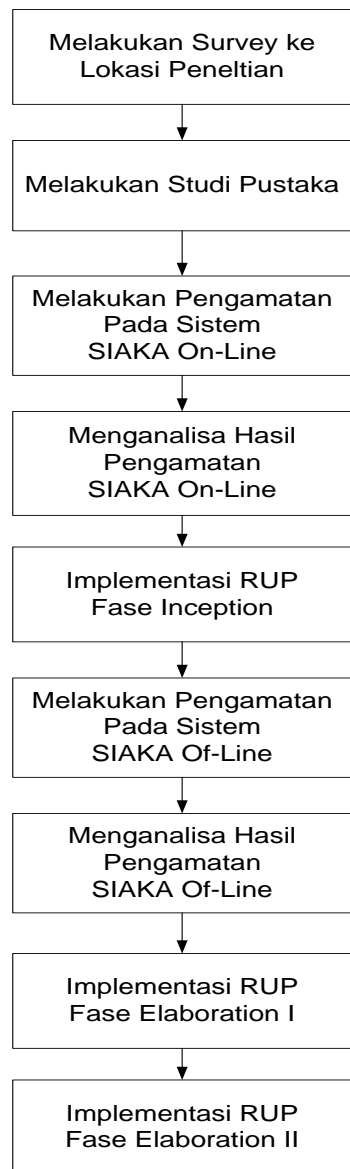 Melakukan Survey ke
Lokasi Peneltian
Melakukan Studi Pustaka
Melakukan Pengamatan
Pada Sistem
SIAKA On-Line
Menganalisa Hasil
Pengamatan
SIAKA On-Line
Implementasi RUP
Fase Inception
Melakukan Pengamatan
Pada Sistem
SIAKA Of-Line
Menganalisa Hasil
Pengamatan
SIAKA Of-Line
Implementasi RUP
Fase Elaboration I
Implementasi RUP
Fase Elaboration II